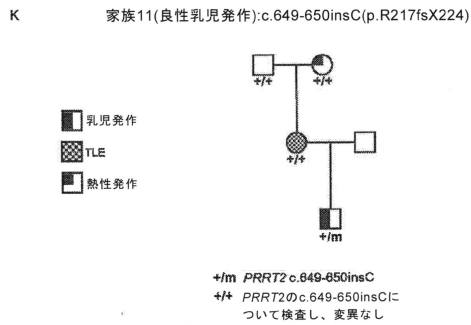 K
家族11(良性乳児発作):c.649-650insC(p.R217fsX224)
+/+ +/+
乳児発作
TLE
+/+
熱性発作
+/m
+/m PRRT2 c.649-650insC
+/+ PRRT2のc.649-650insCに
ついて検査し、変異なし